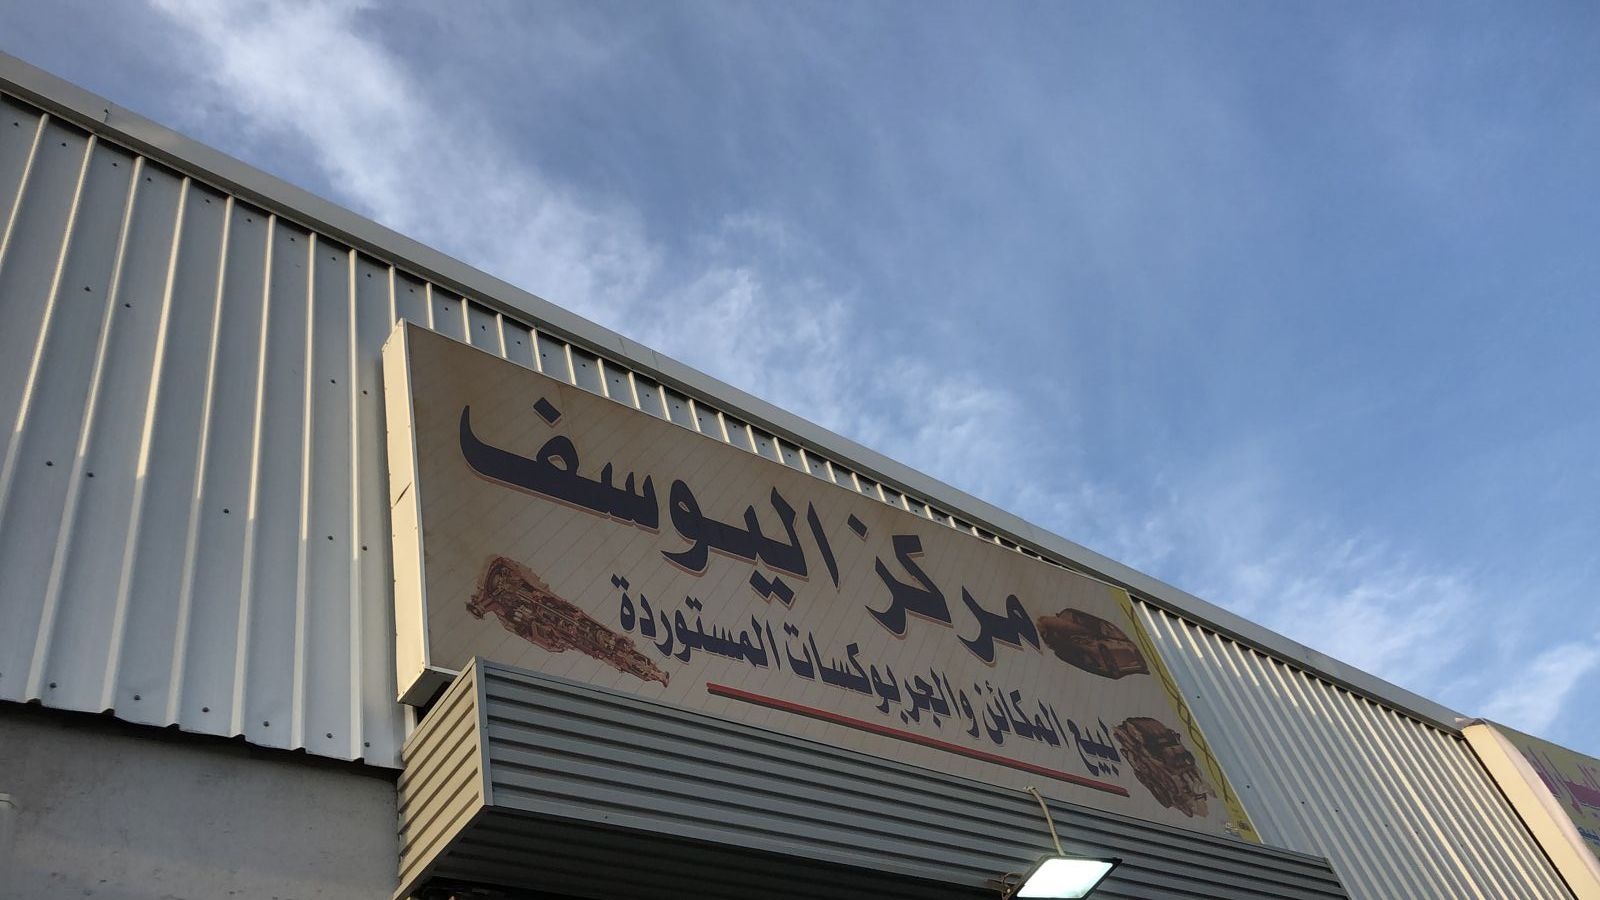 مركز اليوسف
لبيع المكائن والجربوكسات المستوردة